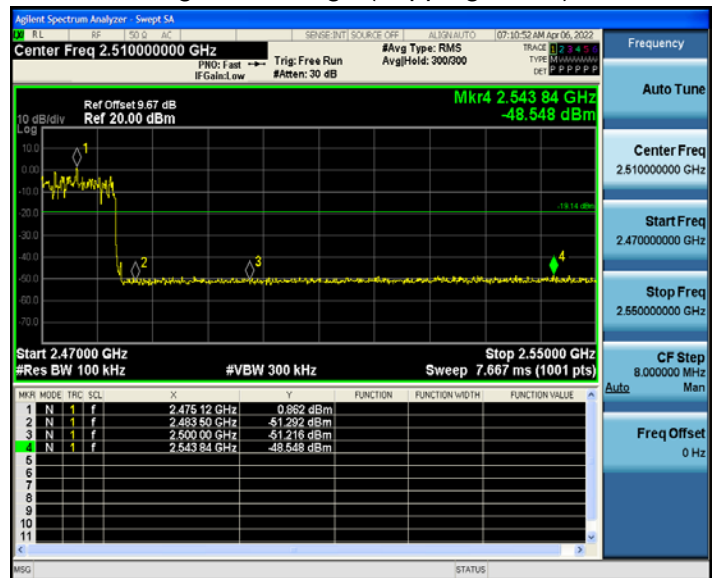 Agilent Spectrum Analyzer - Swept SA
RL RF 50 Ω AC SENSE:INT SOURCE OFF ALIGN AUTO 07:10:52 AM Apr 06, 2022
Center Freq 2.510000000 GHz
PNO: Fast
IFGain:Low
Trig: Free Run
#Atten: 30 dB
#Avg Type: RMS
Avg|Hold: 300/300
TRACE 1 2 3 4 5 6
TYPE M
DET P P P P P P
Ref Offset 9.67 dB
Ref 20.00 dBm
10 dB/div
Log
Mkr4 2.543 84 GHz
-48.548 dBm
10.0
0.00
-10.0
-20.0
-30.0
-40.0
-50.0
-60.0
-70.0
1
2
3
4
-19.14 dBm
Start 2.47000 GHz
Stop 2.55000 GHz
#Res BW 100 kHz
#VBW 300 kHz
Sweep 7.667 ms (1001 pts)
MKR MODE TRC SCL X Y FUNCTION FUNCTION WIDTH FUNCTION VALUE
1 N 1 f 2.475 12 GHz 0.862 dBm
2 N 1 f 2.483 50 GHz -51.292 dBm
3 N 1 f 2.500 00 GHz -51.216 dBm
4 N 1 f 2.543 84 GHz -48.548 dBm
5
6
7
8
9
10
11
MSG
STATUS
Frequency
Auto Tune
Center Freq
2.510000000 GHz
Start Freq
2.470000000 GHz
Stop Freq
2.550000000 GHz
CF Step
8.000000 MHz
Auto Man
Freq Offset
0 Hz